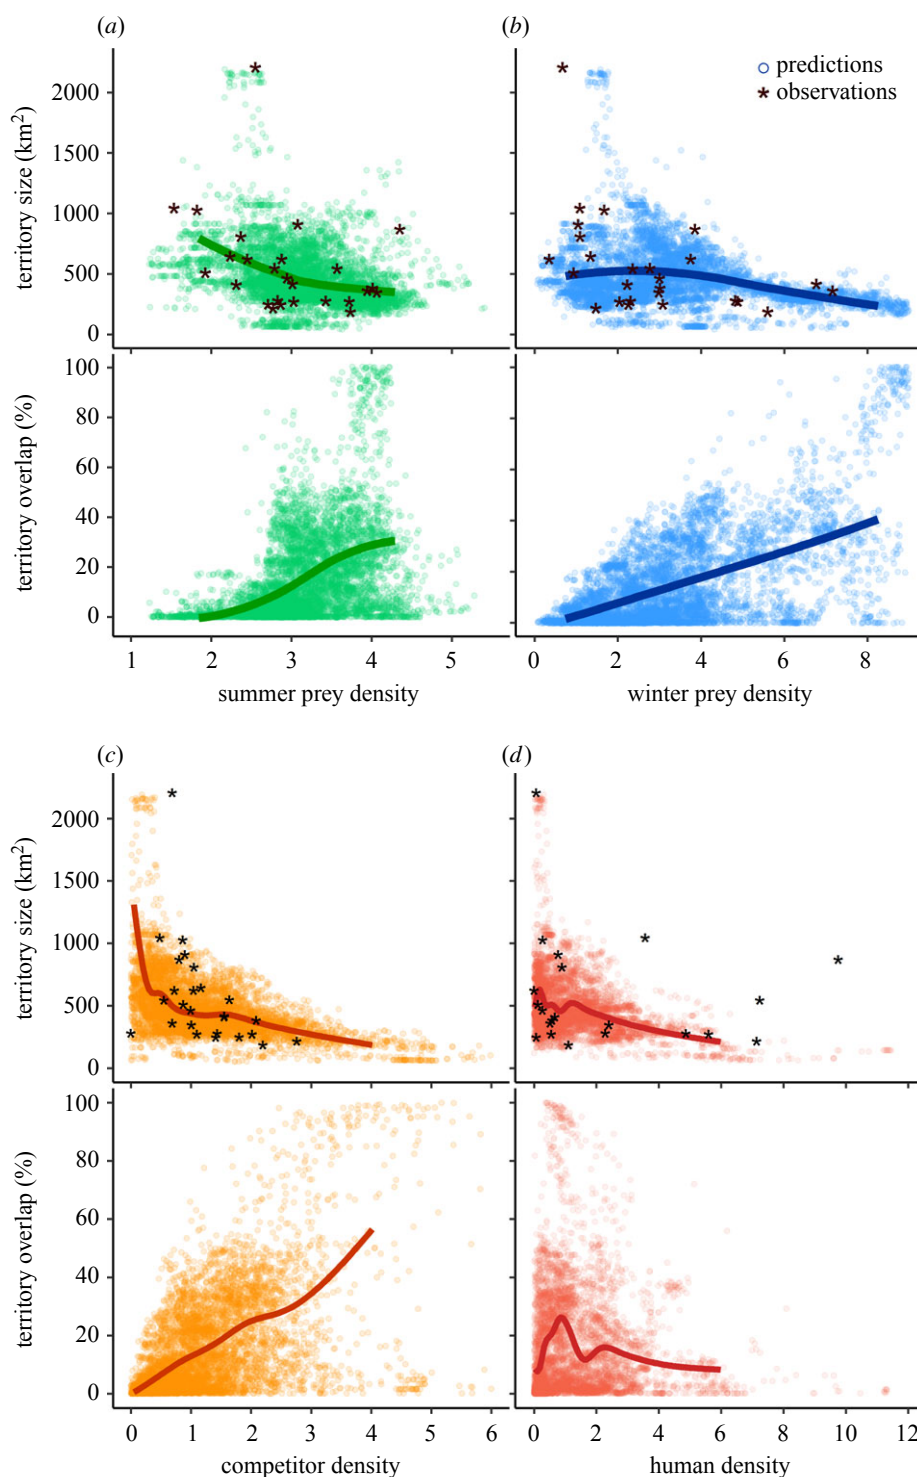 (a)
(b)
predictions
observations
territory size (km²)
2000
1500
1000
500
0
territory overlap (%)
100
80
60
40
20
0
1 2 3 4 5
0 2 4 6 8
summer prey density
winter prey density
(c)
(d)
territory size (km²)
2000
1500
1000
500
0
territory overlap (%)
100
80
60
40
20
0
0 1 2 3 4 5 6
0 2 4 6 8 10 12
competitor density
human density